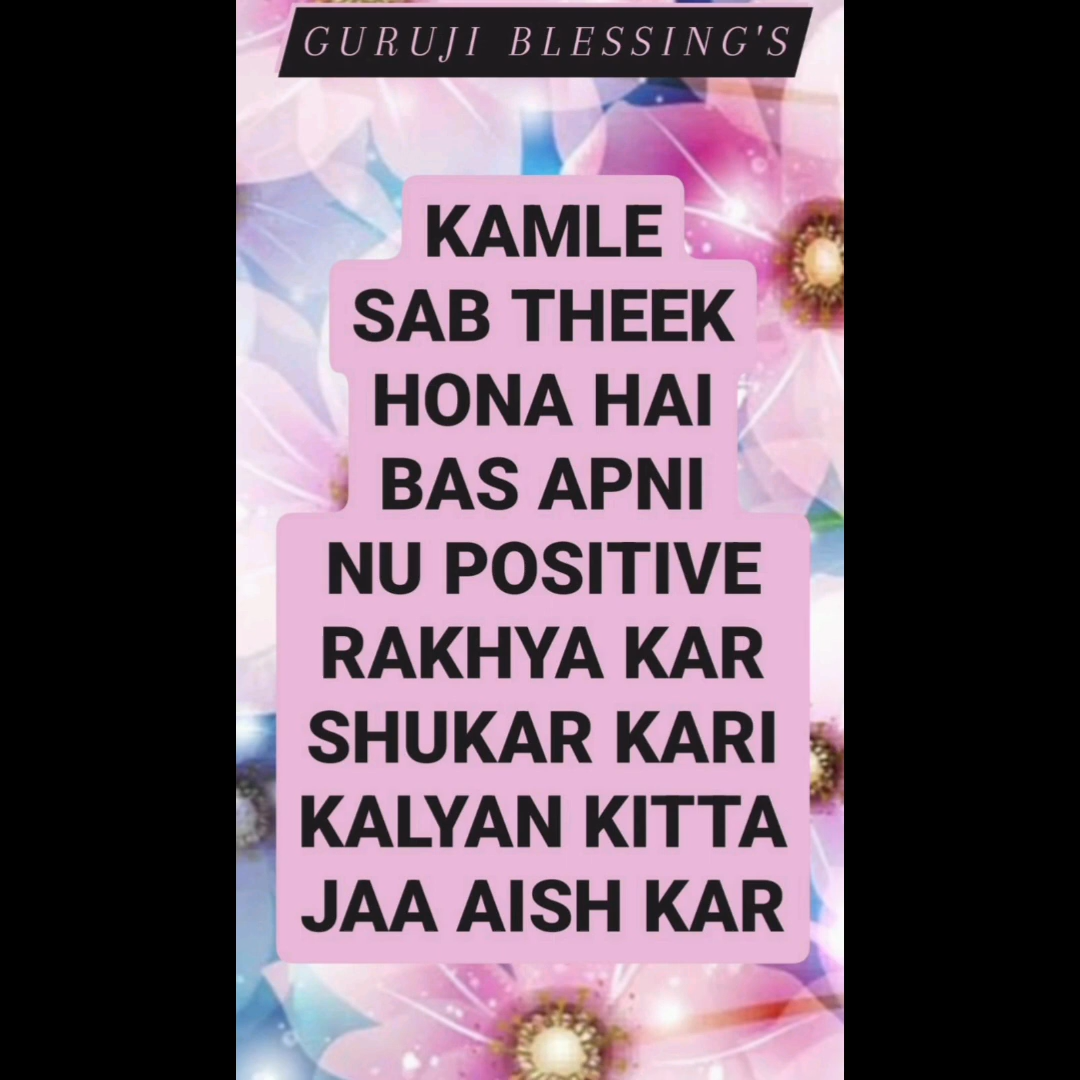 GURUJI BLESSING'S
KAMLE
SAB THEEK
HONA HAI
BAS APNI
NU POSITIVE
RAKHYA KAR
SHUKAR KARI
KALYAN KITTA
JAA AISH KAR